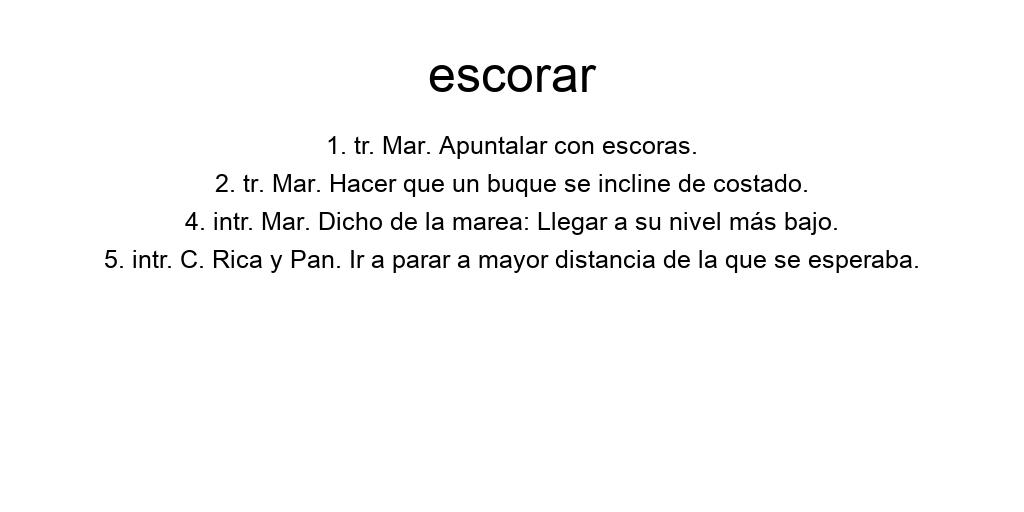 escorar
1. tr. Mar. Apuntalar con escoras.
2. tr. Mar. Hacer que un buque se incline de costado.
4. intr. Mar. Dicho de la marea: Llegar a su nivel más bajo.
5. intr. C. Rica y Pan. Ir a parar a mayor distancia de la que se esperaba.